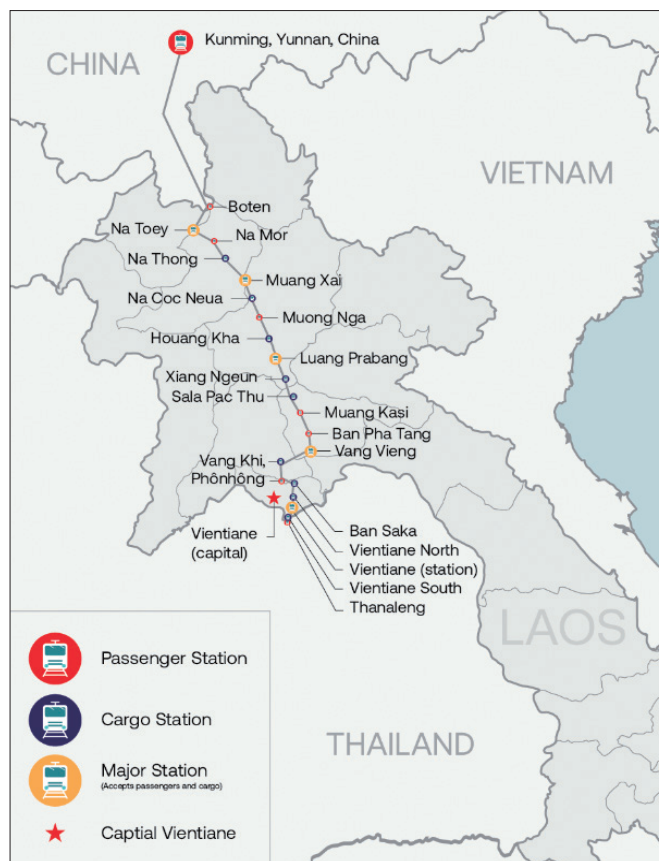 Kunming, Yunnan, China
CHINA
VIETNAM
Boten
Na Toey
Na Mor
Na Thong
Muang Xai
Na Coc Neua
Muong Nga
Houang Kha
Luang Prabang
Xiang Ngeun
Sala Pac Thu
Muang Kasi
Ban Pha Tang
Vang Vieng
Vang Khi,
Phônhông
Ban Saka
Vientiane
(capital)
Vientiane North
Vientiane (station)
Vientiane South
Thanaleng
LAOS
THAILAND
Passenger Station
Cargo Station
Major Station
(Accepts passengers and cargo)
Captial Vientiane